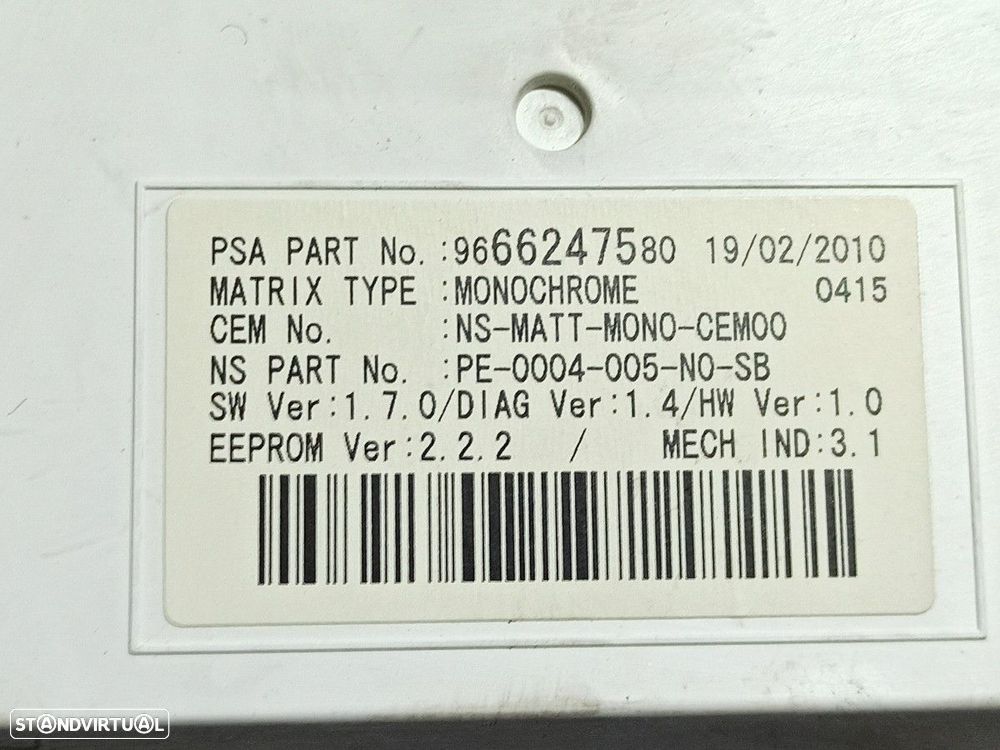 PSA PART No.:9666247580 19/02/2010
MATRIX TYPE :MONOCHROME 0415
CEM No. :NS-MATT-MONO-CEM00
NS PART No. :PE-0004-005-N0-SB
SW Ver:1.7.0/DIAG Ver:1.4/HW Ver:1.0
EEPROM Ver:2.2.2 / MECH IND:3.1
STANDVIRTUAL